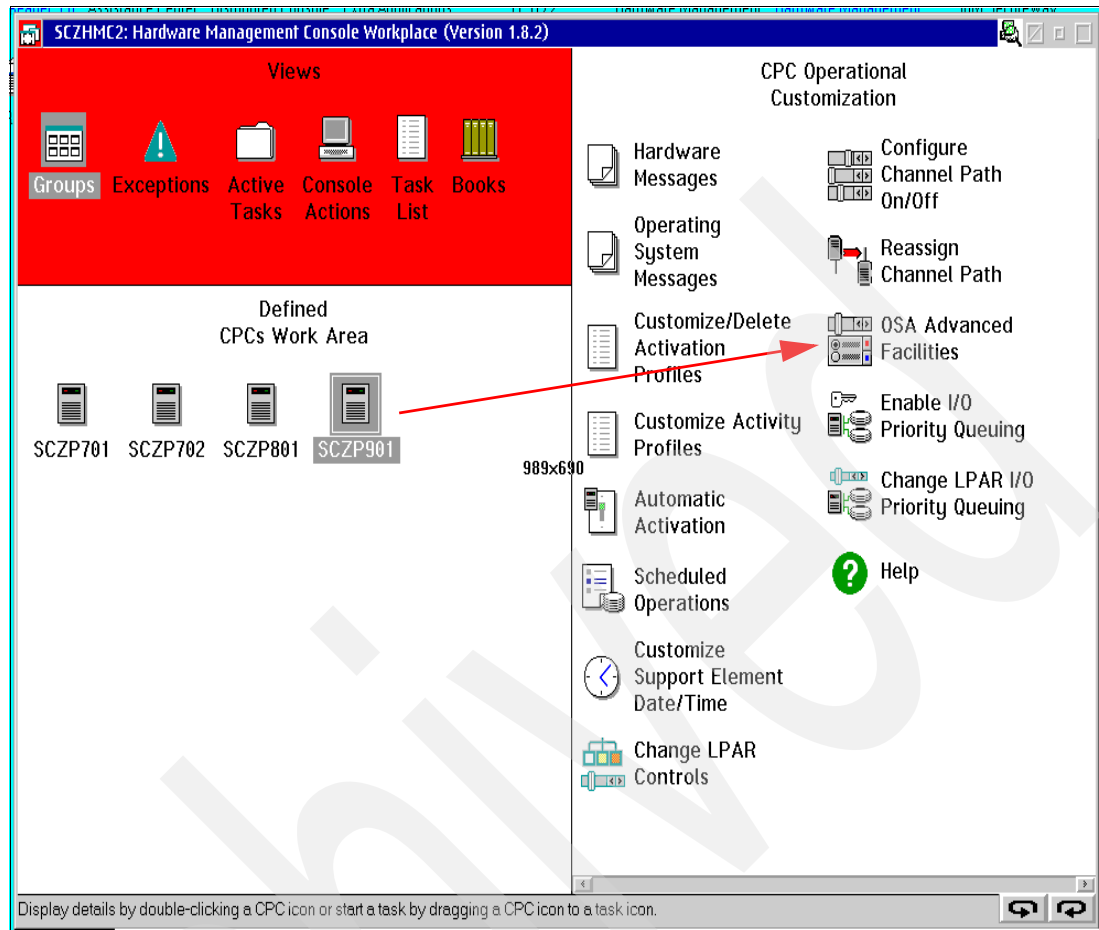 SCZHMC2: Hardware Management Console Workplace (Version 1.8.2)
Views
Groups
Exceptions
Active
Tasks
Console
Actions
Task
List
Books
Defined
CPCs Work Area
SCZP701
SCZP702
SCZP801
SCZP901
989x690
CPC Operational
Customization
Hardware
Messages
Operating
System
Messages
Customize/Delete
Activation
Profiles
Customize Activity
Profiles
Automatic
Activation
Scheduled
Operations
Customize
Support Element
Date/Time
Change LPAR
Controls
Configure
Channel Path
On/Off
Reassign
Channel Path
OSA Advanced
Facilities
Enable I/O
Priority Queuing
Change LPAR I/O
Priority Queuing
Help
Display details by double-clicking a CPC icon or start a task by dragging a CPC icon to a task icon.